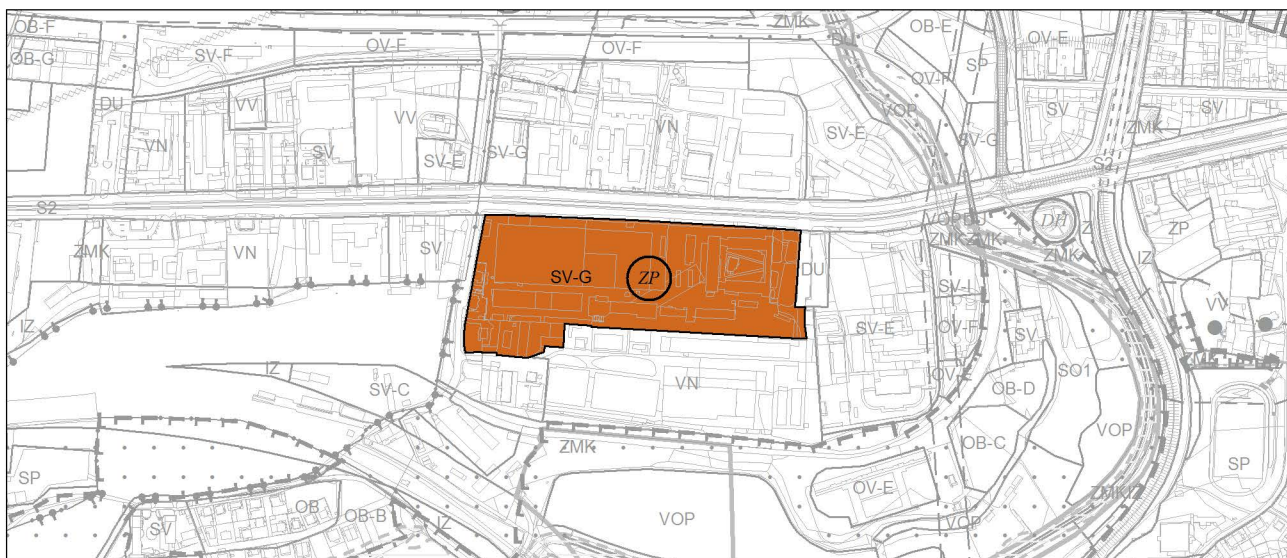 OB-F
ZMK
OB-E
OV-F
OV-F
OV-E
SV-F
OB-G
SP
DU
VV
VV
VOP
SV
SV
ZMK
VN
SV
SV-E
SV-G
VN
SV-E
SV-G
S2
S2
VOP
DH
ZP
IZ
ZMK
VN
SV
ZMK
ZMK
ZMK
SV-G
ZP
DU
SV-E
OV-F
SV
IZ
VV
IZ
SV-C
VN
OB-D
SO1
VOP
OB-C
ZMK
SP
OV-E
SP
VOP
ZMK
IZ
SV
OB
OB-B
IZ
VOP